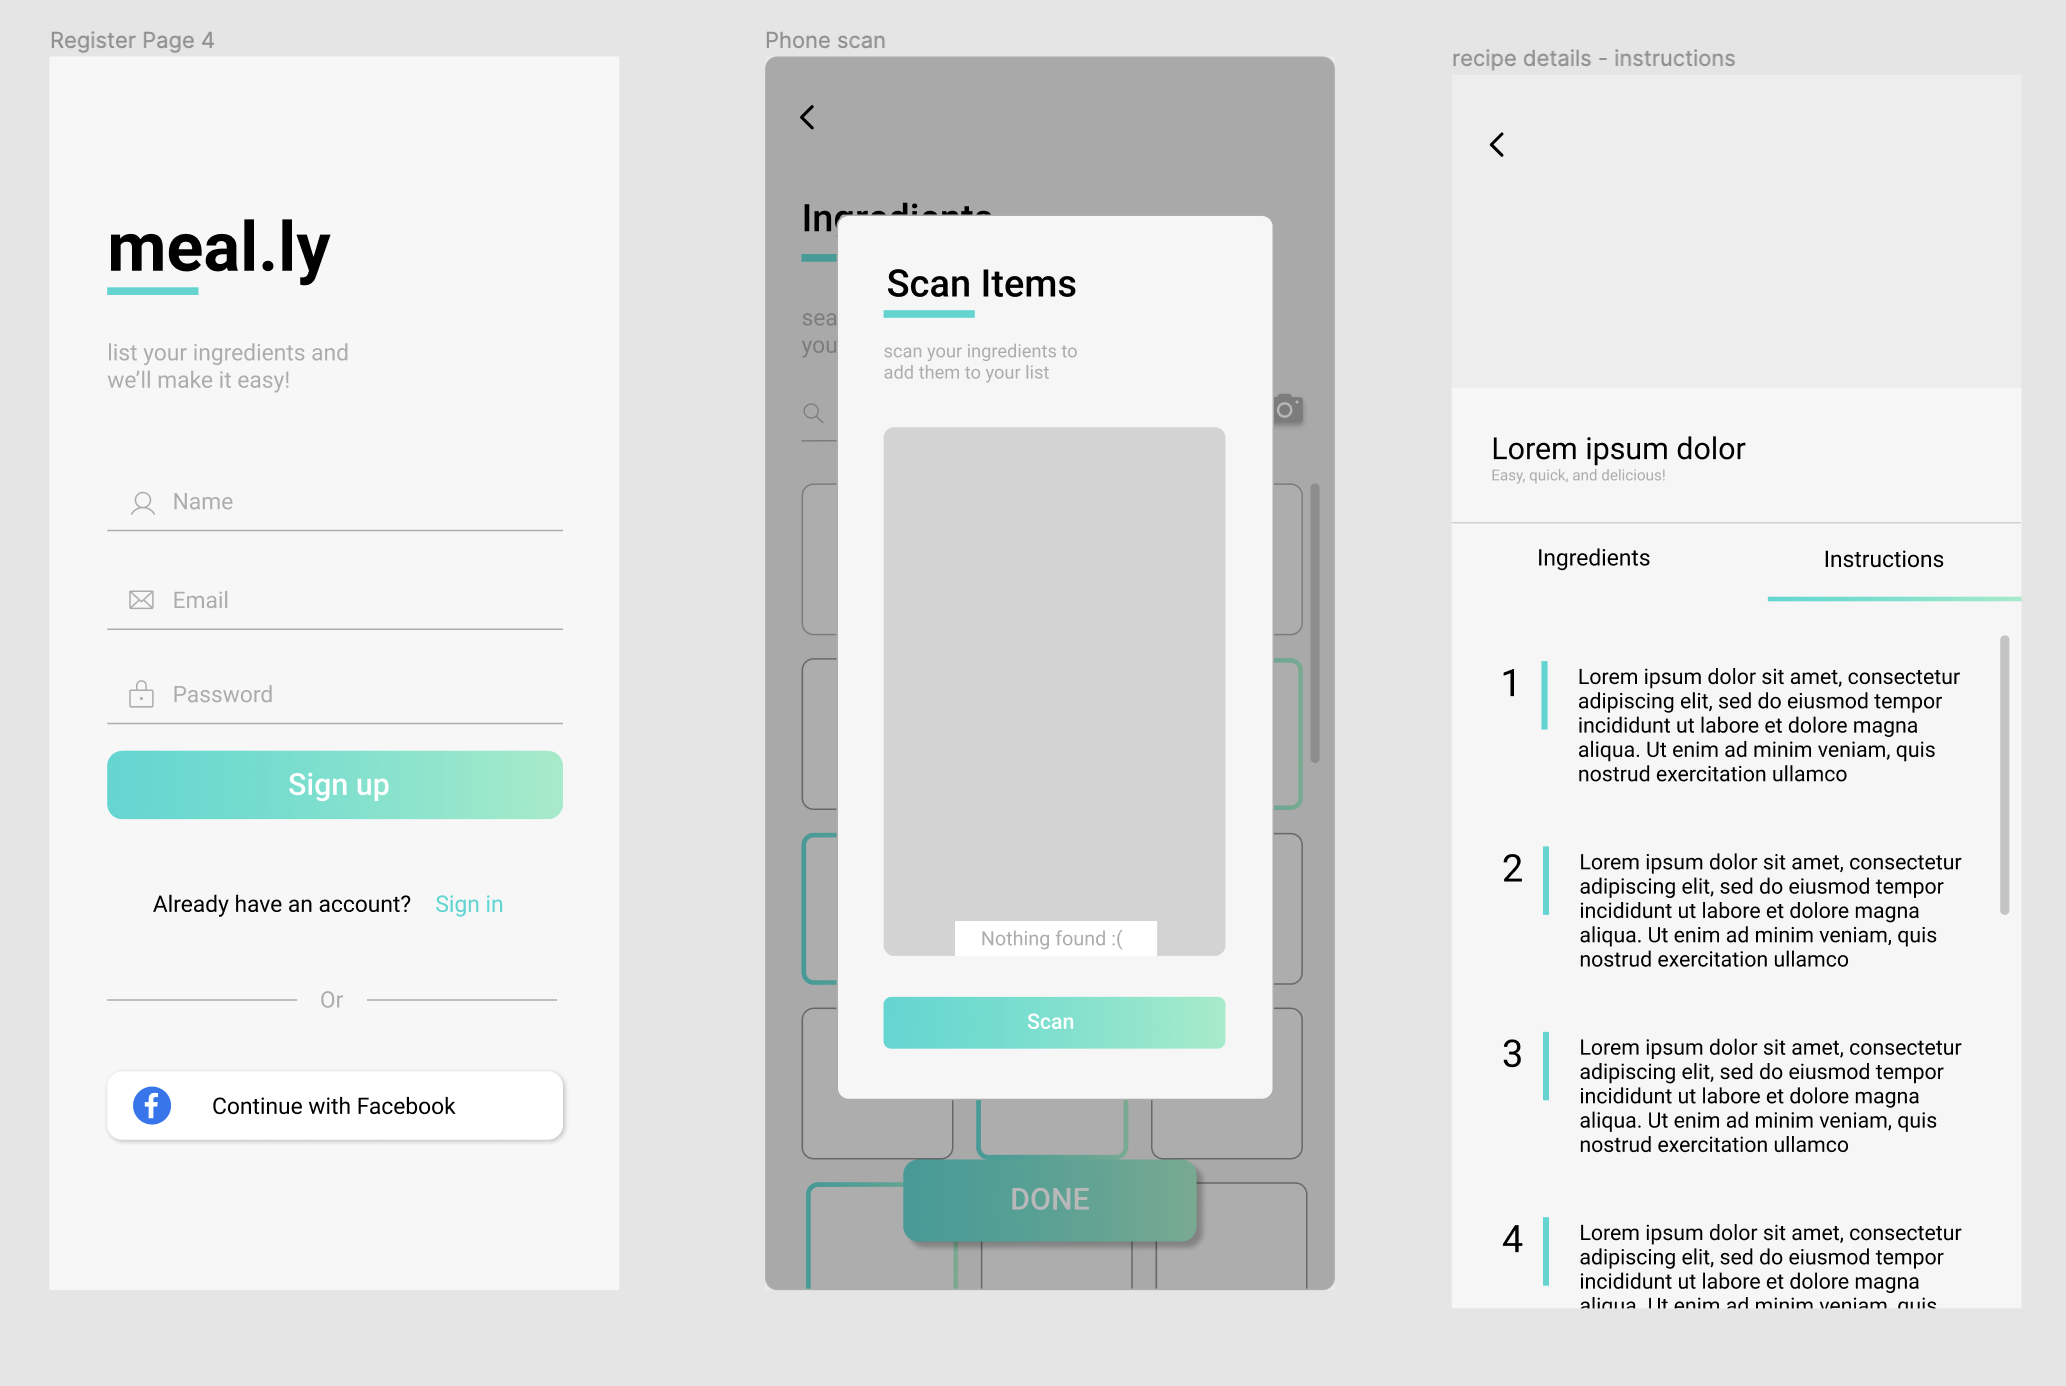 Register Page 4
meal.ly
list your ingredients and
we’ll make it easy!
Name
Email
Password
Sign up
Already have an account? Sign in
Or
Continue with Facebook
Phone scan
Ingredients
sea
you
Scan Items
scan your ingredients to
add them to your list
Nothing found :(
Scan
DONE
recipe details - instructions
Lorem ipsum dolor
Easy, quick, and delicious!
Ingredients
Instructions
1
Lorem ipsum dolor sit amet, consectetur
adipiscing elit, sed do eiusmod tempor
incididunt ut labore et dolore magna
aliqua. Ut enim ad minim veniam, quis
nostrud exercitation ullamco
2
Lorem ipsum dolor sit amet, consectetur
adipiscing elit, sed do eiusmod tempor
incididunt ut labore et dolore magna
aliqua. Ut enim ad minim veniam, quis
nostrud exercitation ullamco
3
Lorem ipsum dolor sit amet, consectetur
adipiscing elit, sed do eiusmod tempor
incididunt ut labore et dolore magna
aliqua. Ut enim ad minim veniam, quis
nostrud exercitation ullamco
4
Lorem ipsum dolor sit amet, consectetur
adipiscing elit, sed do eiusmod tempor
incididunt ut labore et dolore magna
aliqua. Ut enim ad minim veniam, quis